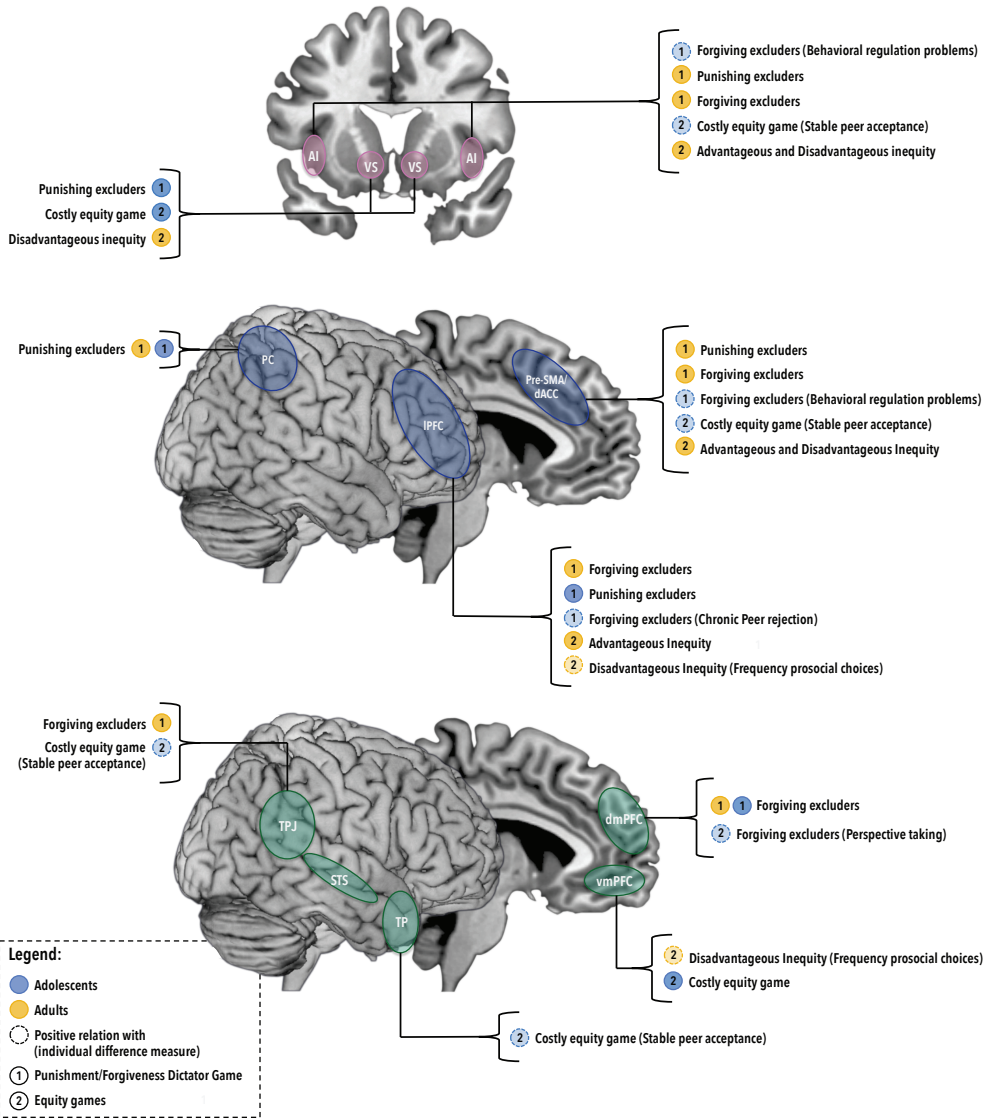 1 Forgiving excluders (Behavioral regulation problems)
1 Punishing excluders
1 Forgiving excluders
2 Costly equity game (Stable peer acceptance)
2 Advantageous and Disadvantageous inequity
AI
VS
VS
AI
Punishing excluders 1
Costly equity game 2
Disadvantageous inequity 2
Punishing excluders 1 1
PC
lPFC
Pre-SMA/
dACC
1 Punishing excluders
1 Forgiving excluders
1 Forgiving excluders (Behavioral regulation problems)
2 Costly equity game (Stable peer acceptance)
2 Advantageous and Disadvantageous Inequity
1 Forgiving excluders
1 Punishing excluders
1 Forgiving excluders (Chronic Peer rejection)
2 Advantageous Inequity
2 Disadvantageous Inequity (Frequency prosocial choices)
Forgiving excluders 1
Costly equity game 2
(Stable peer acceptance)
TPJ
STS
TP
dmPFC
vmPFC
1 1 Forgiving excluders
2 Forgiving excluders (Perspective taking)
2 Disadvantageous Inequity (Frequency prosocial choices)
2 Costly equity game
2 Costly equity game (Stable peer acceptance)
Legend:
Adolescents
Adults
Positive relation with
(individual difference measure)
1 Punishment/Forgiveness Dictator Game
2 Equity games